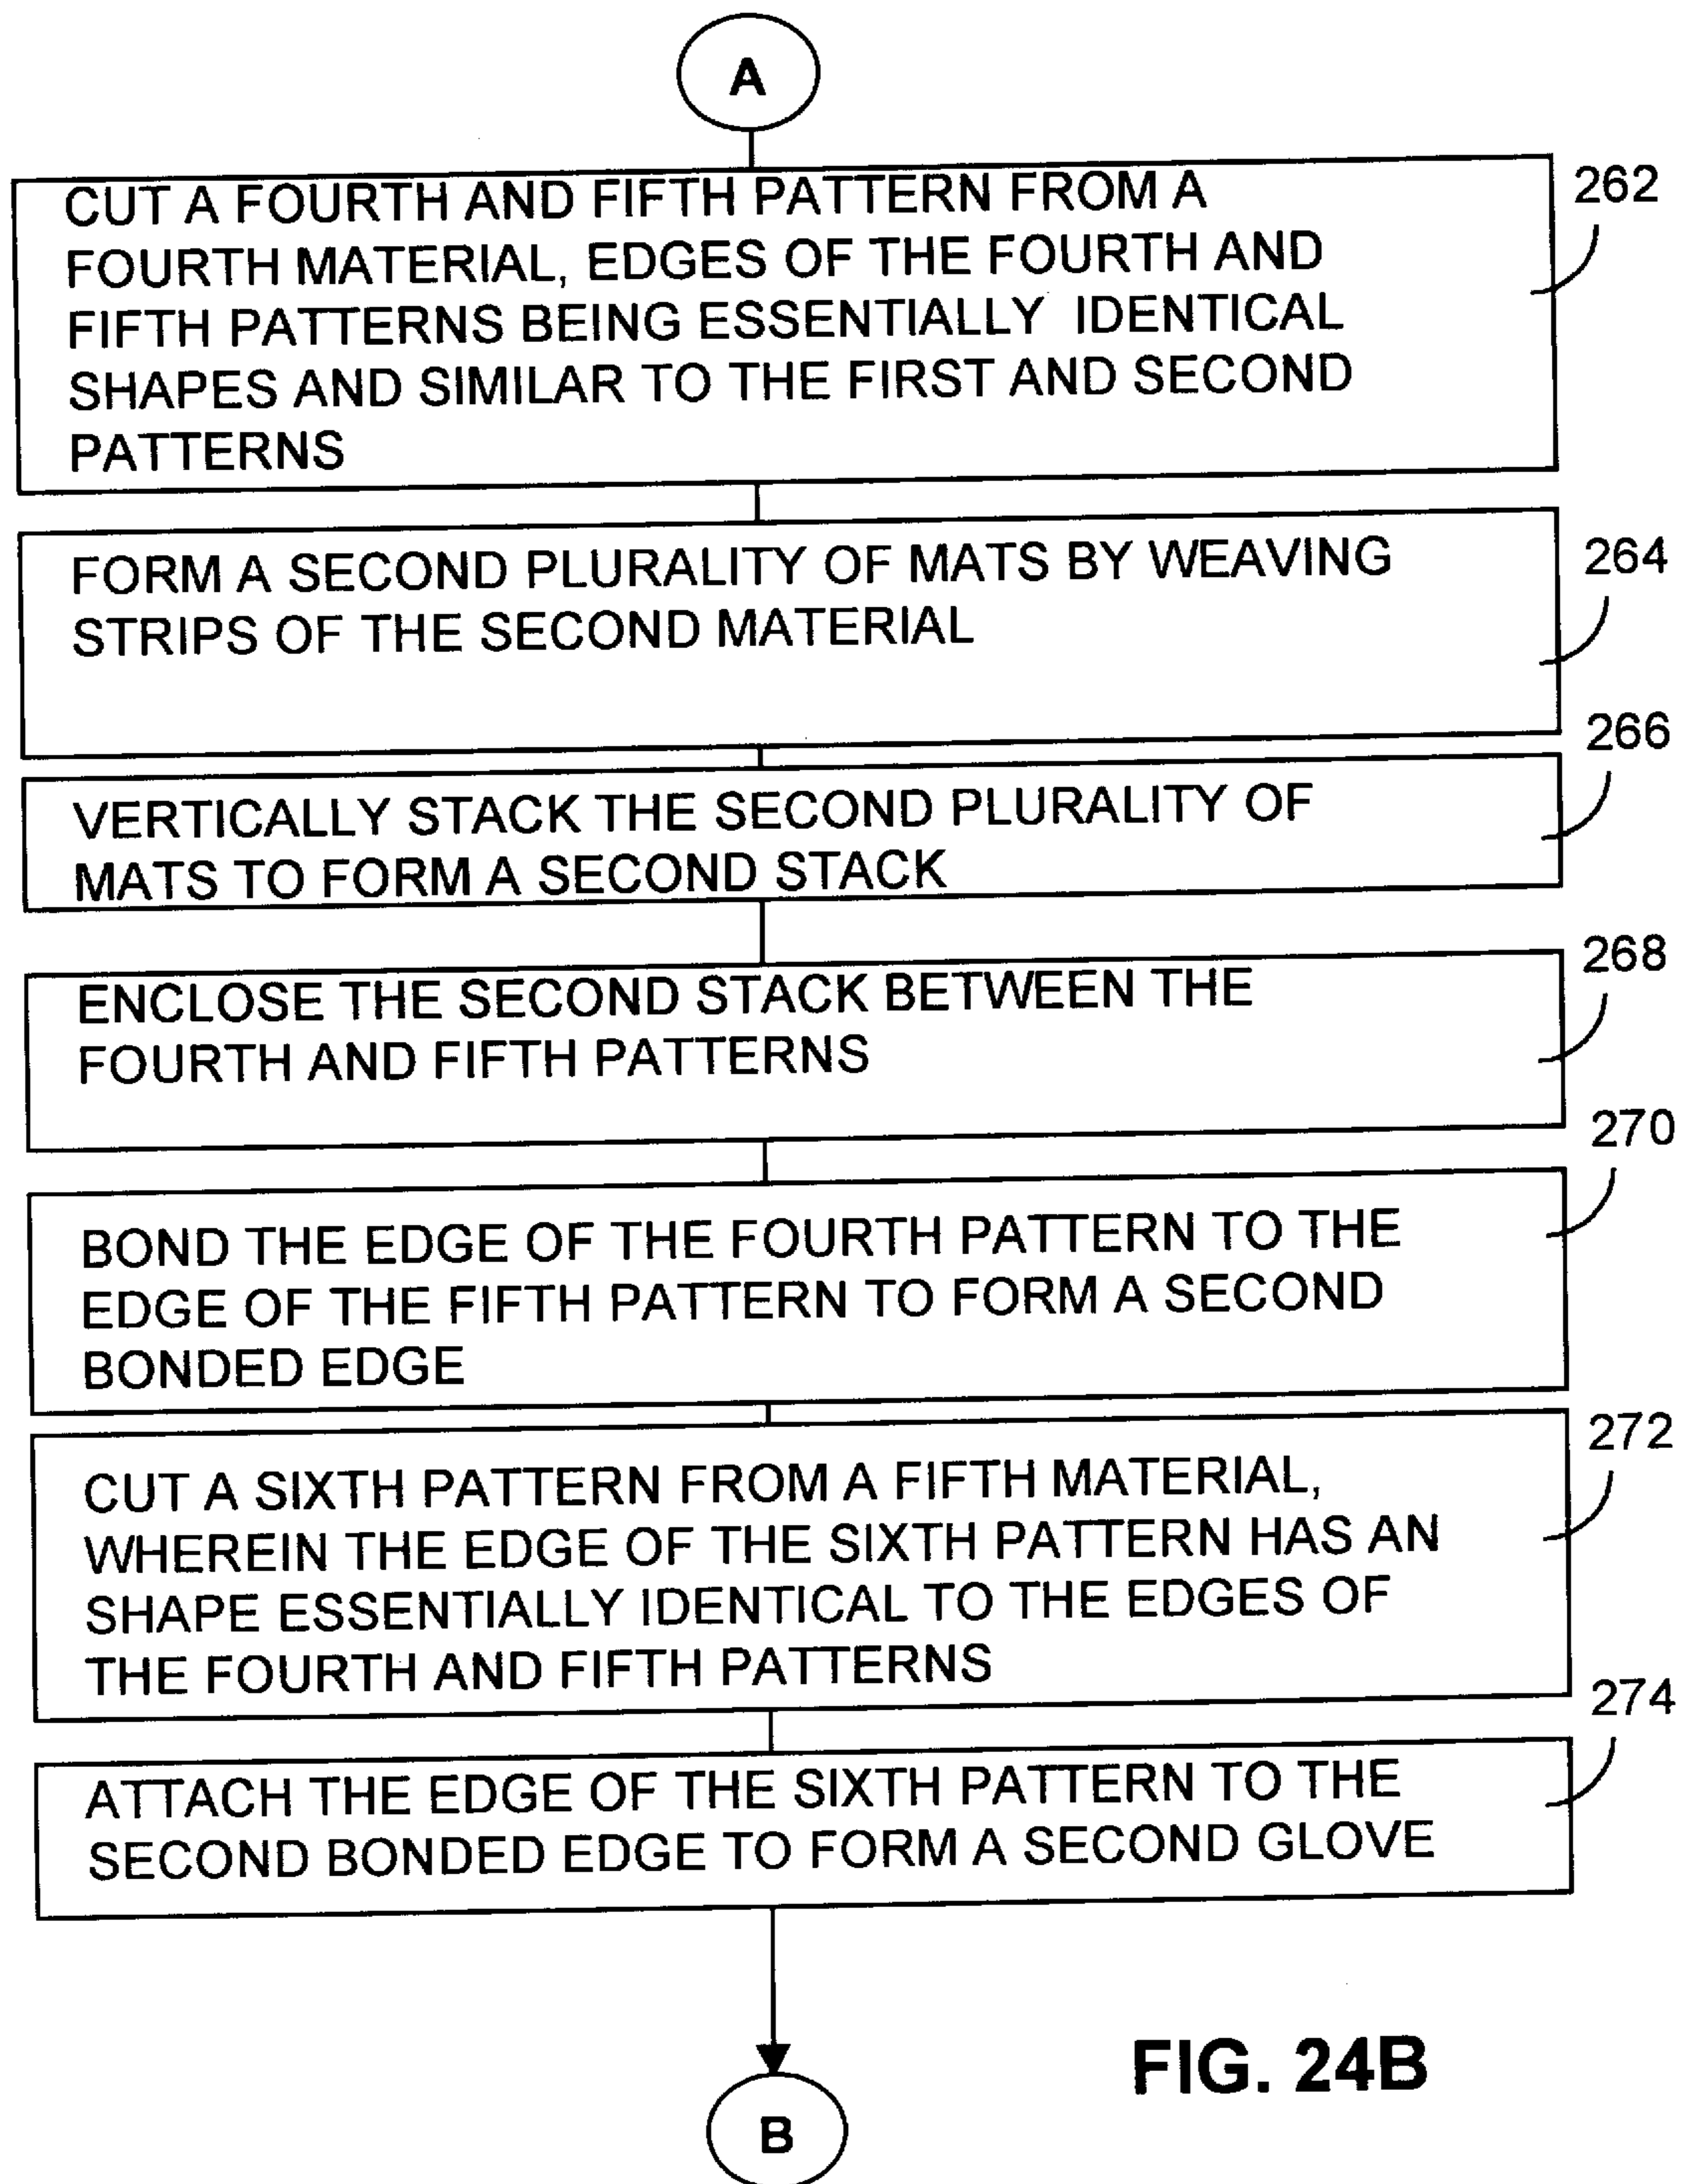 A
262
CUT A FOURTH AND FIFTH PATTERN FROM A
FOURTH MATERIAL, EDGES OF THE FOURTH AND
FIFTH PATTERNS BEING ESSENTIALLY IDENTICAL
SHAPES AND SIMILAR TO THE FIRST AND SECOND
PATTERNS
264
FORM A SECOND PLURALITY OF MATS BY WEAVING
STRIPS OF THE SECOND MATERIAL
266
VERTICALLY STACK THE SECOND PLURALITY OF
MATS TO FORM A SECOND STACK
268
ENCLOSE THE SECOND STACK BETWEEN THE
FOURTH AND FIFTH PATTERNS
270
BOND THE EDGE OF THE FOURTH PATTERN TO THE
EDGE OF THE FIFTH PATTERN TO FORM A SECOND
BONDED EDGE
272
CUT A SIXTH PATTERN FROM A FIFTH MATERIAL,
WHEREIN THE EDGE OF THE SIXTH PATTERN HAS AN
SHAPE ESSENTIALLY IDENTICAL TO THE EDGES OF
THE FOURTH AND FIFTH PATTERNS
274
ATTACH THE EDGE OF THE SIXTH PATTERN TO THE
SECOND BONDED EDGE TO FORM A SECOND GLOVE
FIG. 24B
B